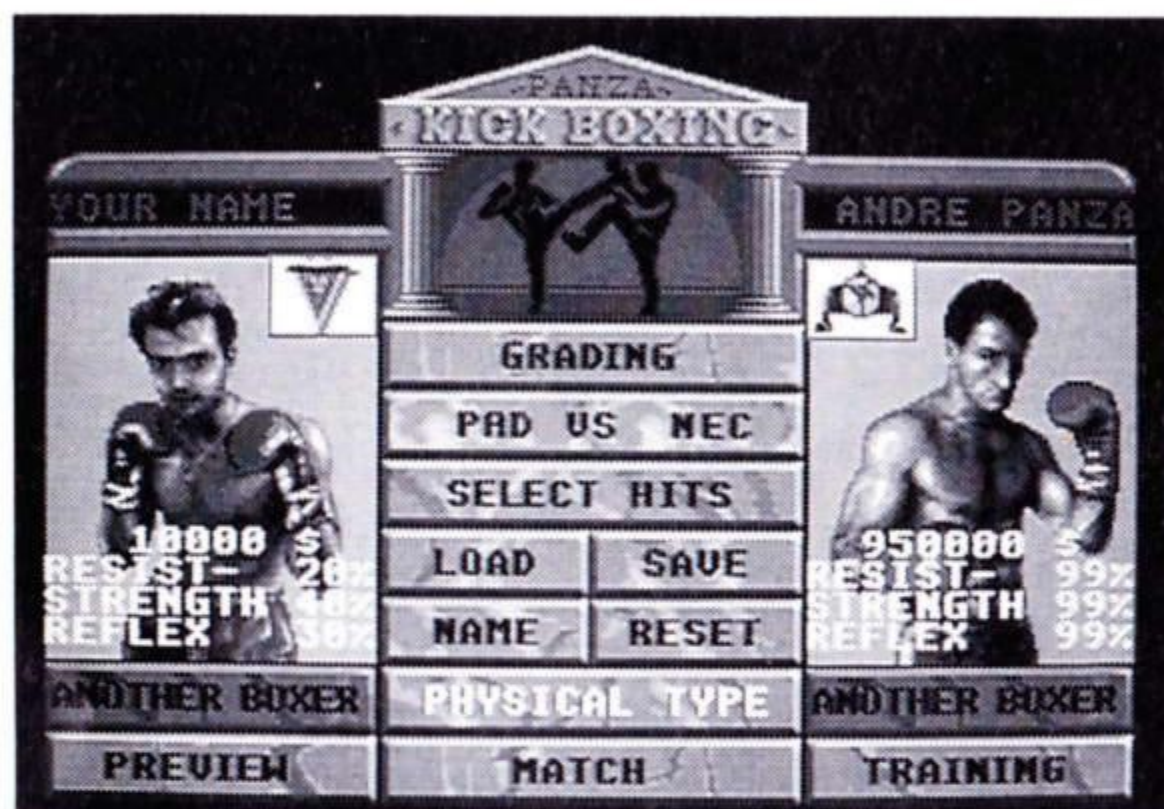 PANZA
KICK BOXING
YOUR NAME
ANDRE PANZA
GRADING
PAD VS NEC
SELECT HITS
LOAD
SAVE
NAME
RESET
10000 $
RESIST- 20%
STRENGTH 40%
REFLEX 30%
950000 $
RESIST- 99%
STRENGTH 99%
REFLEX 99%
ANOTHER BOXER
PHYSICAL TYPE
ANOTHER BOXER
PREVIEW
MATCH
TRAINING